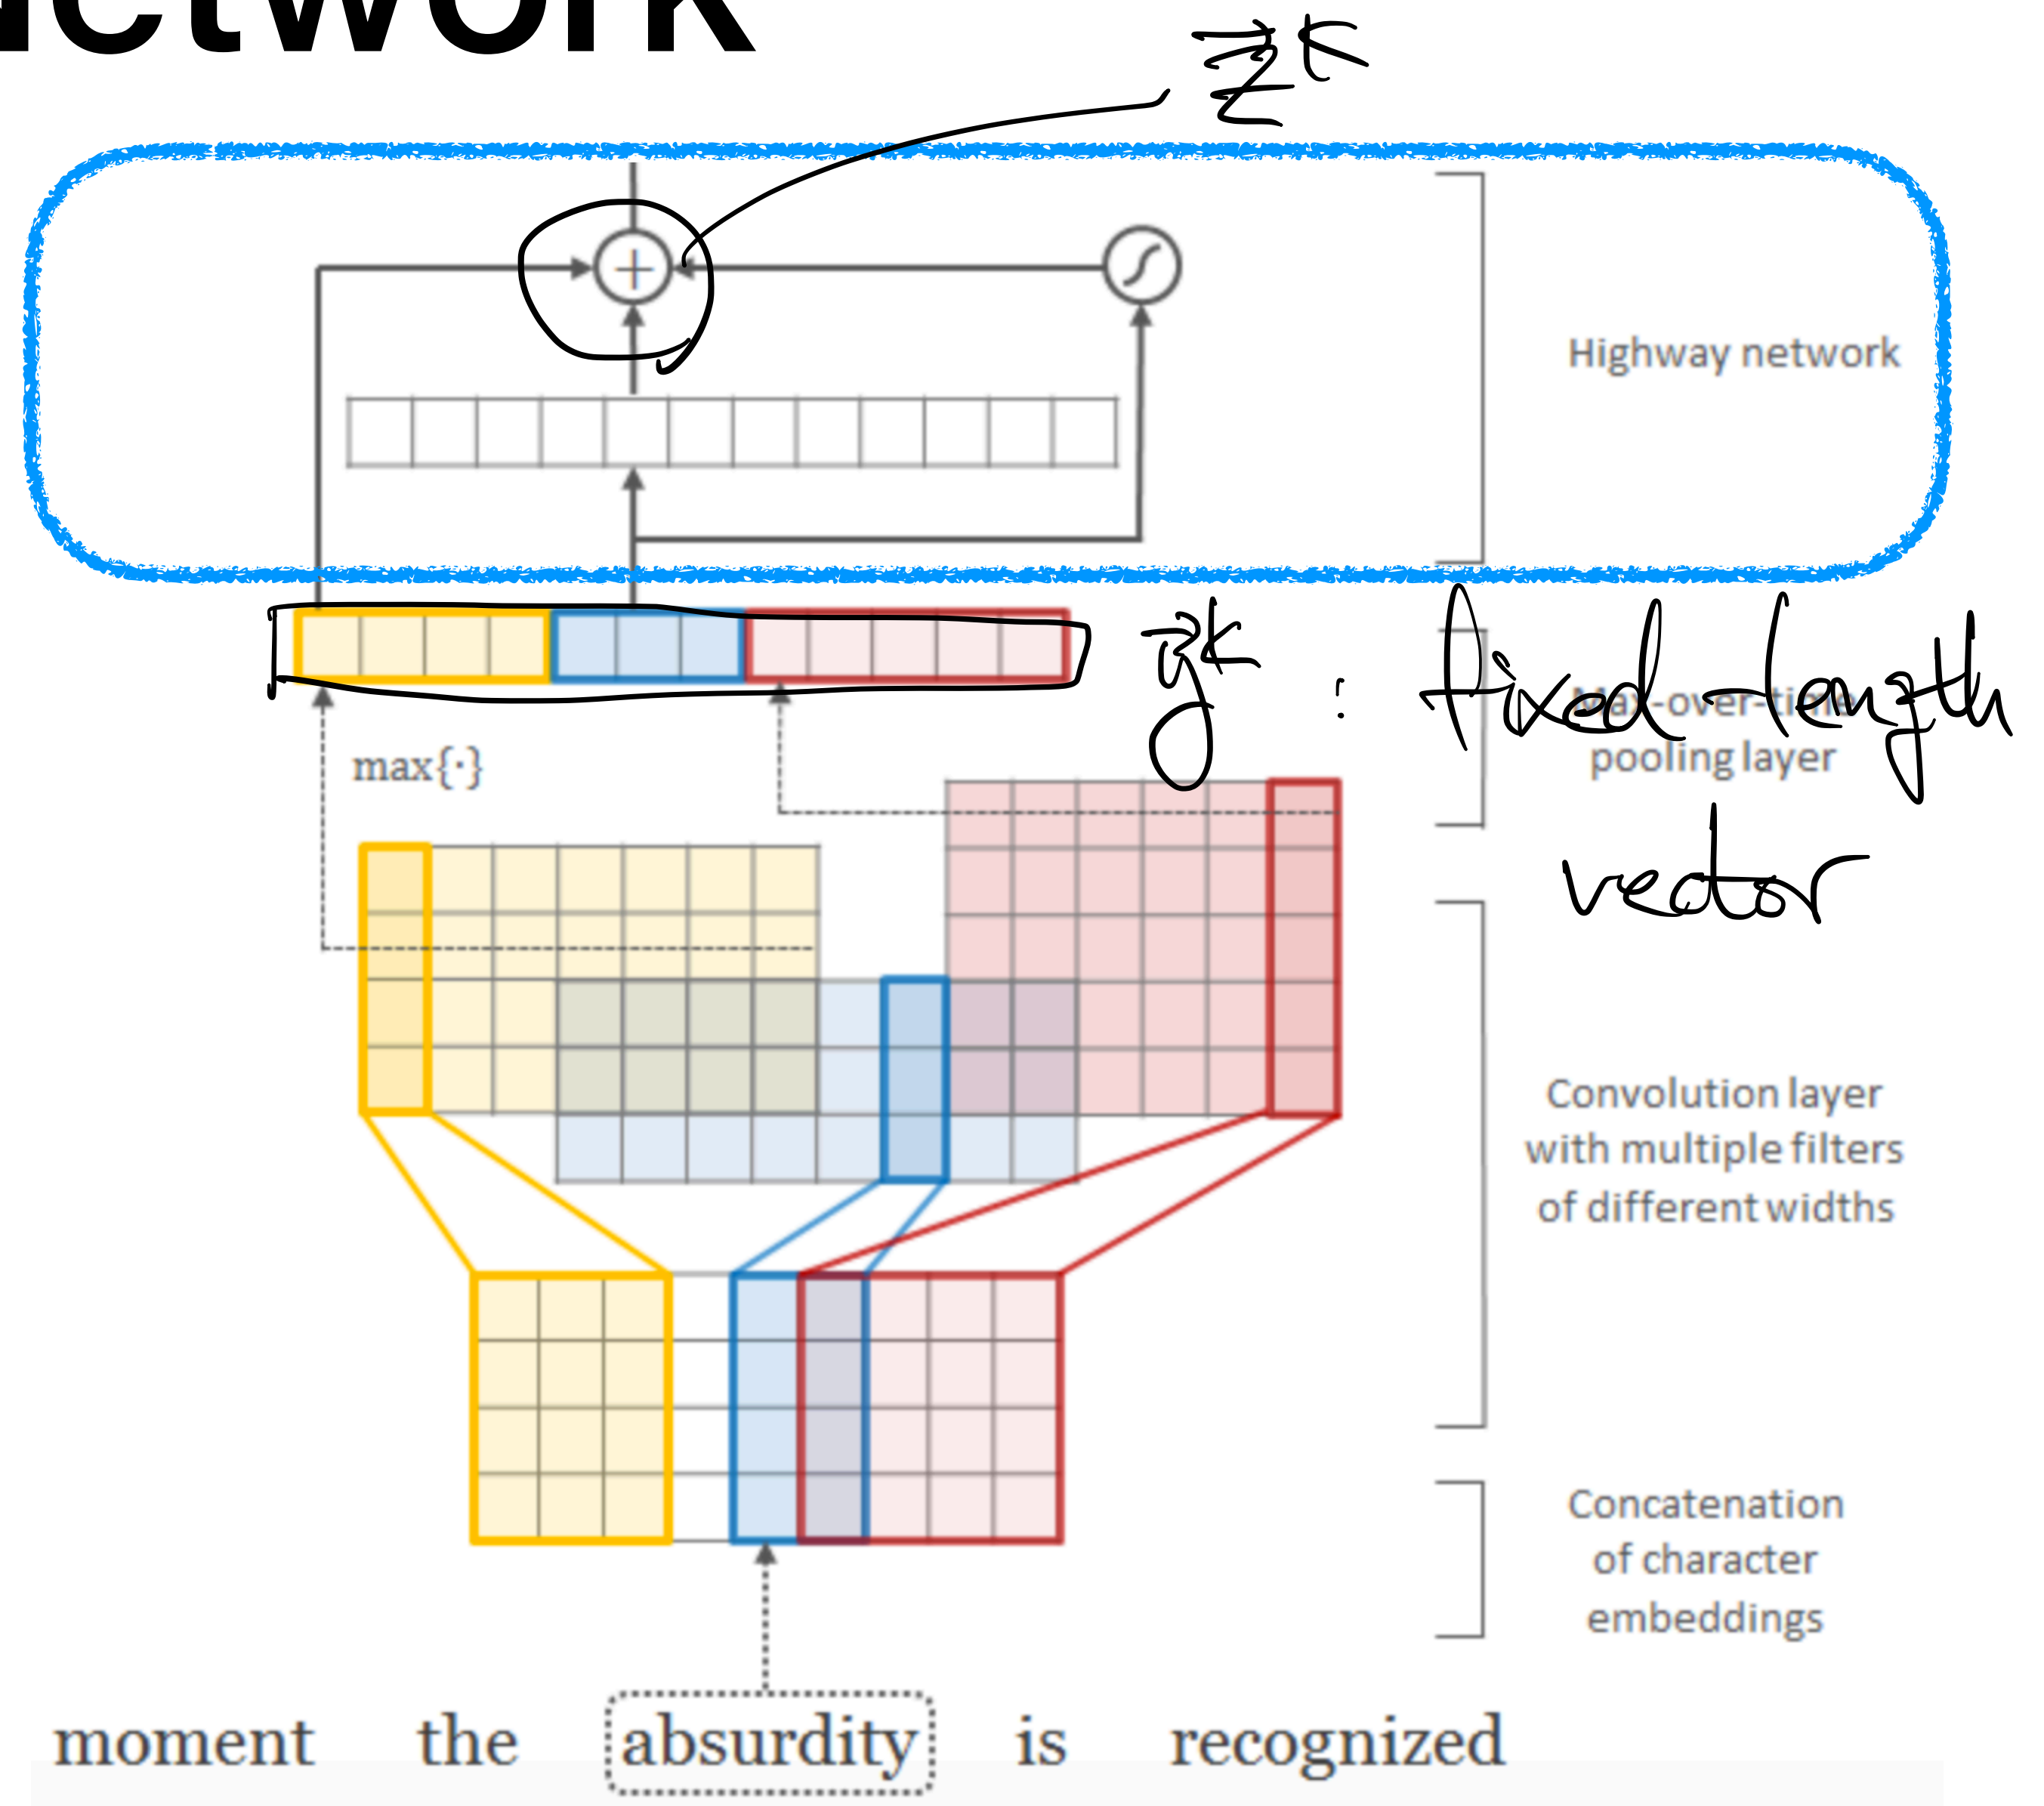 network
z^k
Highway network
y^k : fixed-length
vector
Max-over-time
pooling layer
max{·}
Convolution layer
with multiple filters
of different widths
Concatenation
of character
embeddings
moment the absurdity is recognized